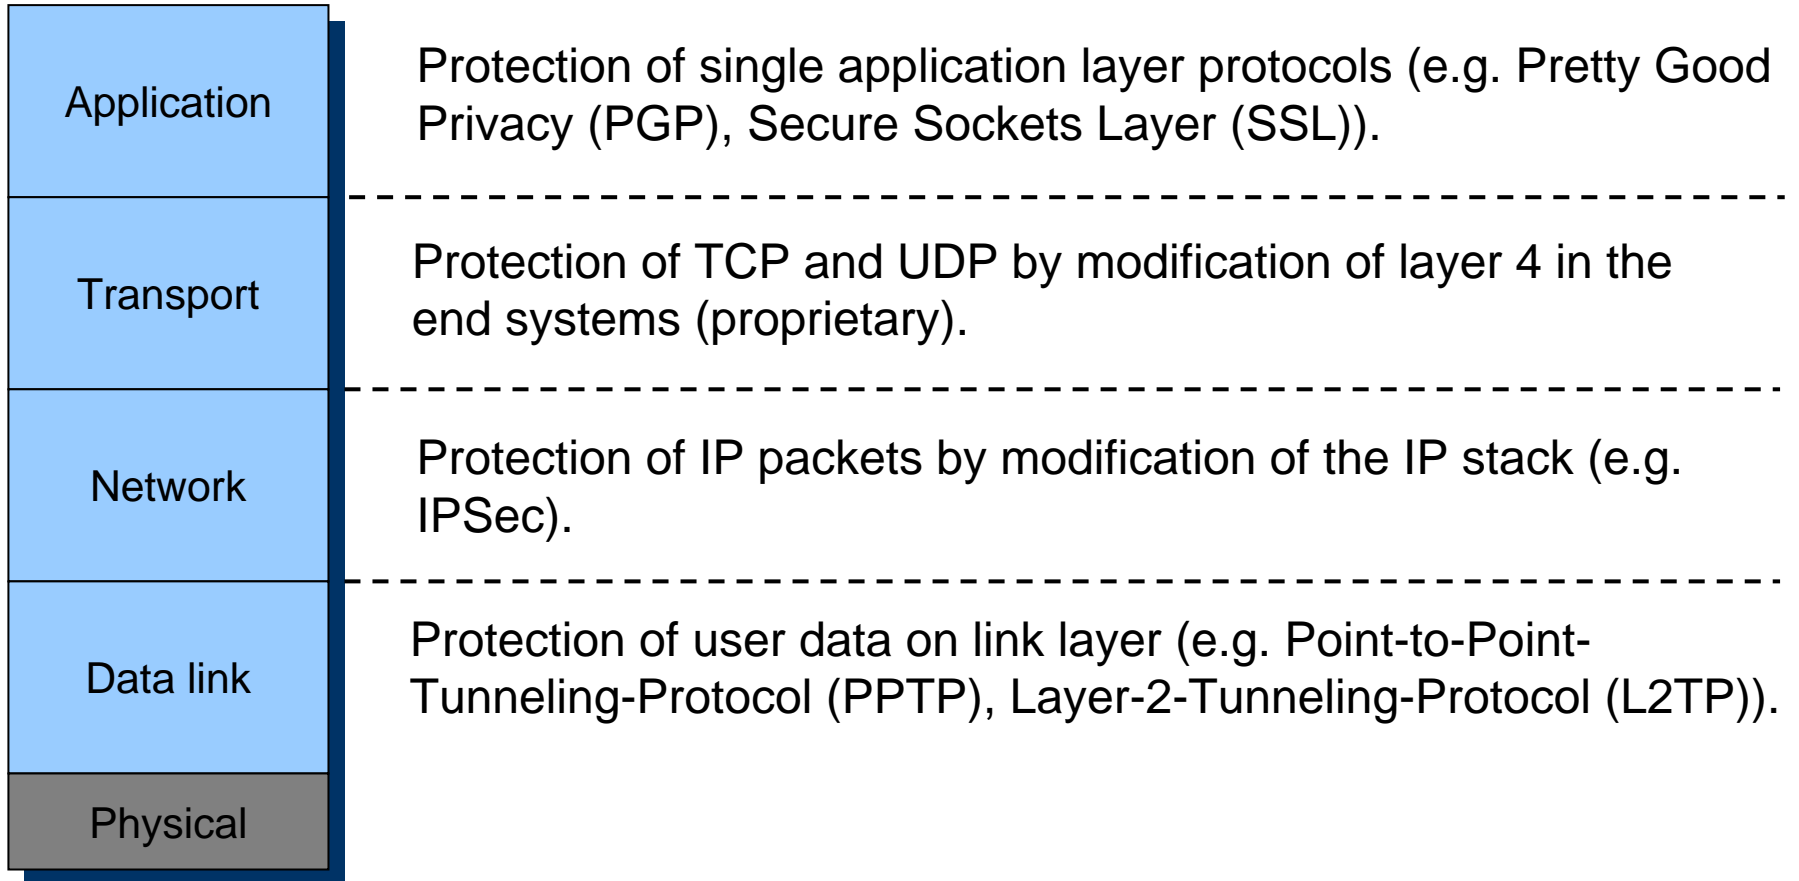 Application
Protection of single application layer protocols (e.g. Pretty Good
Privacy (PGP), Secure Sockets Layer (SSL)).
Transport
Protection of TCP and UDP by modification of layer 4 in the
end systems (proprietary).
Network
Protection of IP packets by modification of the IP stack (e.g.
IPSec).
Data link
Protection of user data on link layer (e.g. Point-to-Point-
Tunneling-Protocol (PPTP), Layer-2-Tunneling-Protocol (L2TP)).
Physical